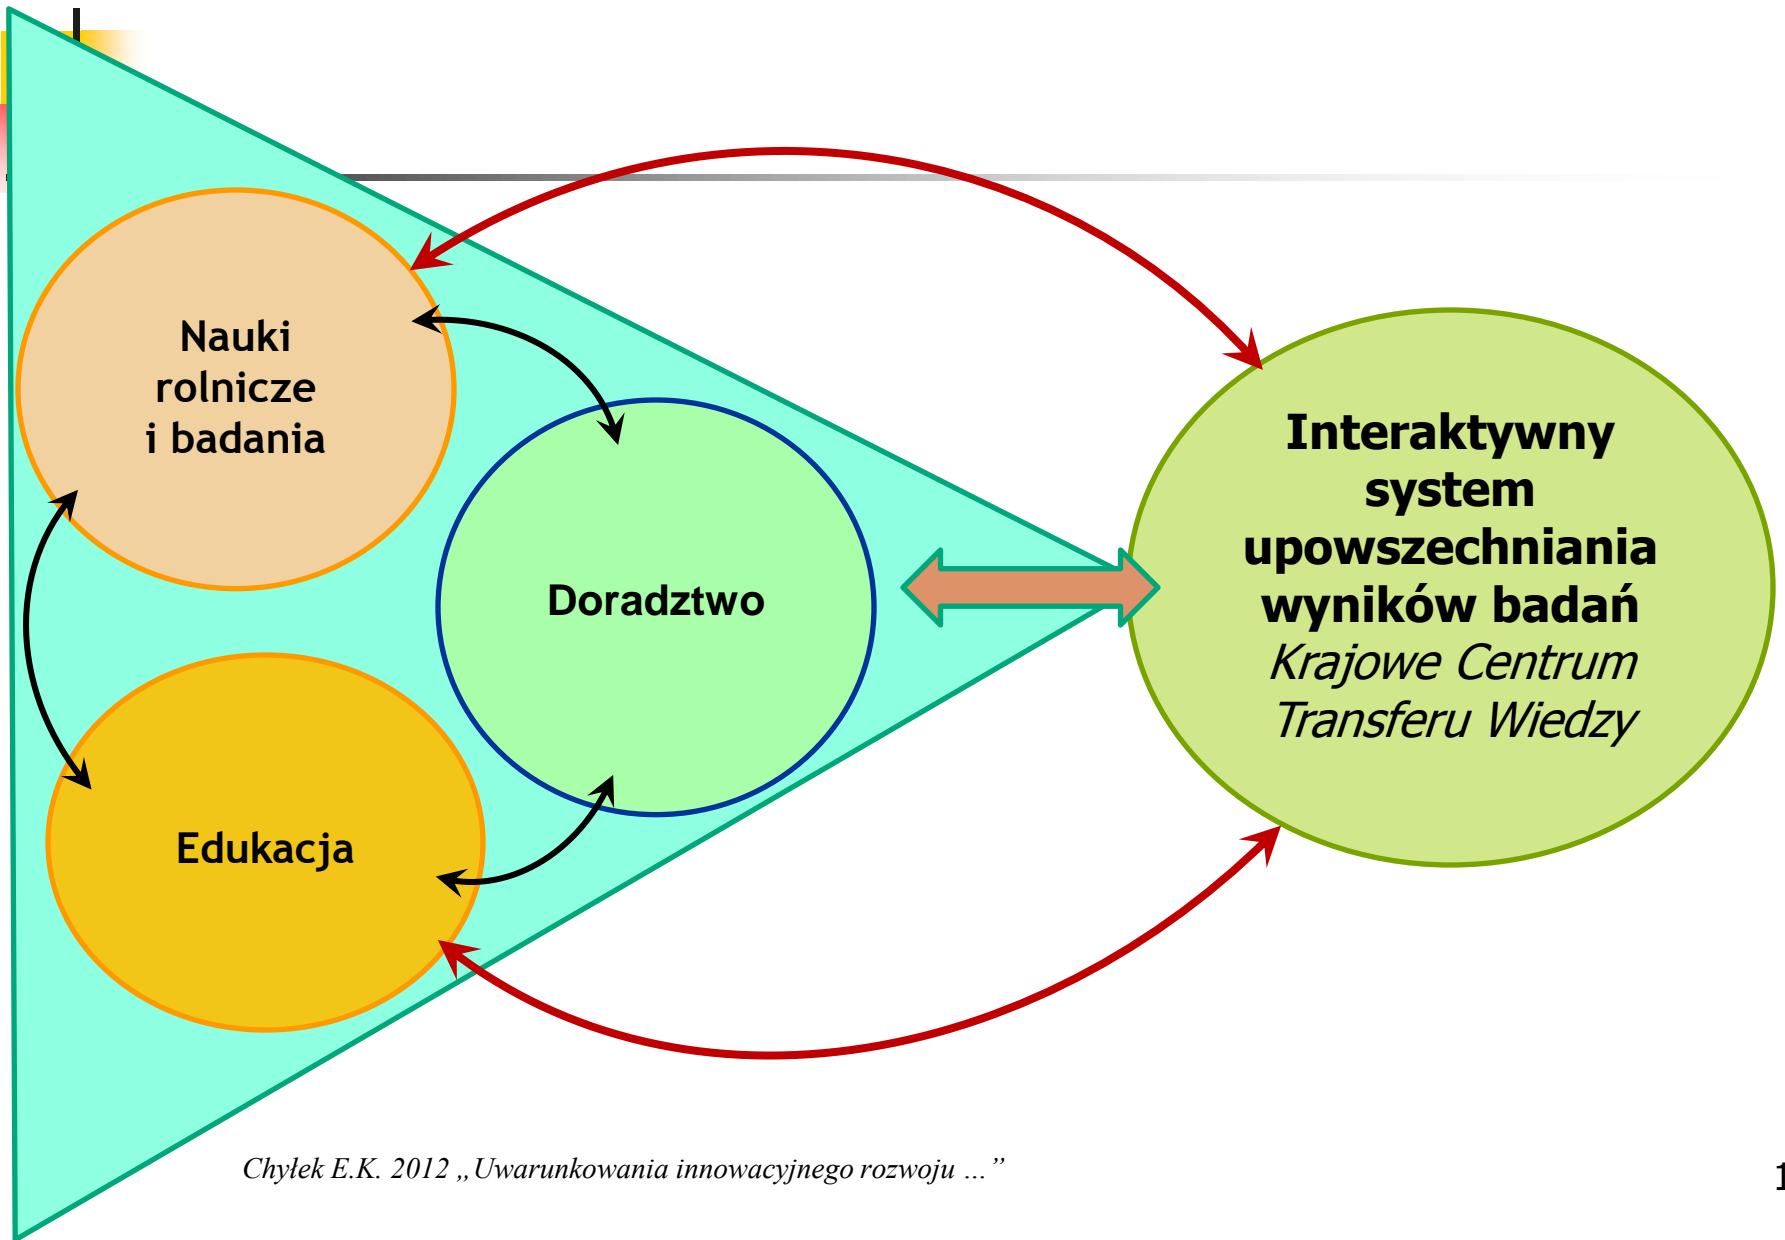 Nauki
rolnicze
i badania
Doradztwo
Edukacja
Interaktywny
system
upowszechniania
wyników badań
Krajowe Centrum
Transferu Wiedzy
Chyłek E.K. 2012 „Uwarunkowania innowacyjnego rozwoju ...”
1